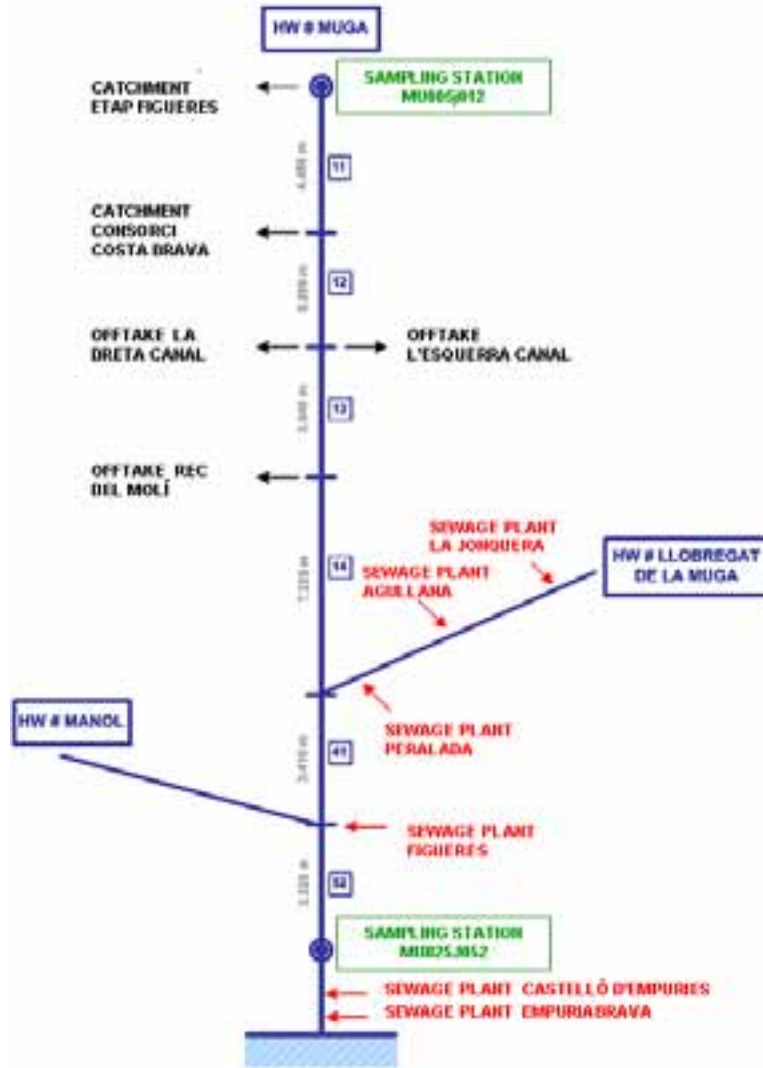 HW # MUGA
CATCHMENT
ETAP FIGUERES
SAMPLING STATION
11
CATCHMENT
CONSORCI
COSTA BRAVA
12
OFFTAKE LA
DRETA CANAL
OFFTAKE
L'ESQUERRA CANAL
13
OFFTAKE REC
DEL MOLÍ
14
SEWAGE PLANT
LA JONQUERA
SEWAGE PLANT
AGULLANA
HW # LLOBREGAT
DE LA MUGA
HW # MANOL
SEWAGE PLANT
PERALADA
41
SEWAGE PLANT
FIGUERES
52
SAMPLING STATION
SEWAGE PLANT CASTELLÓ D'EMPURIES
SEWAGE PLANT EMPURIABRAVA